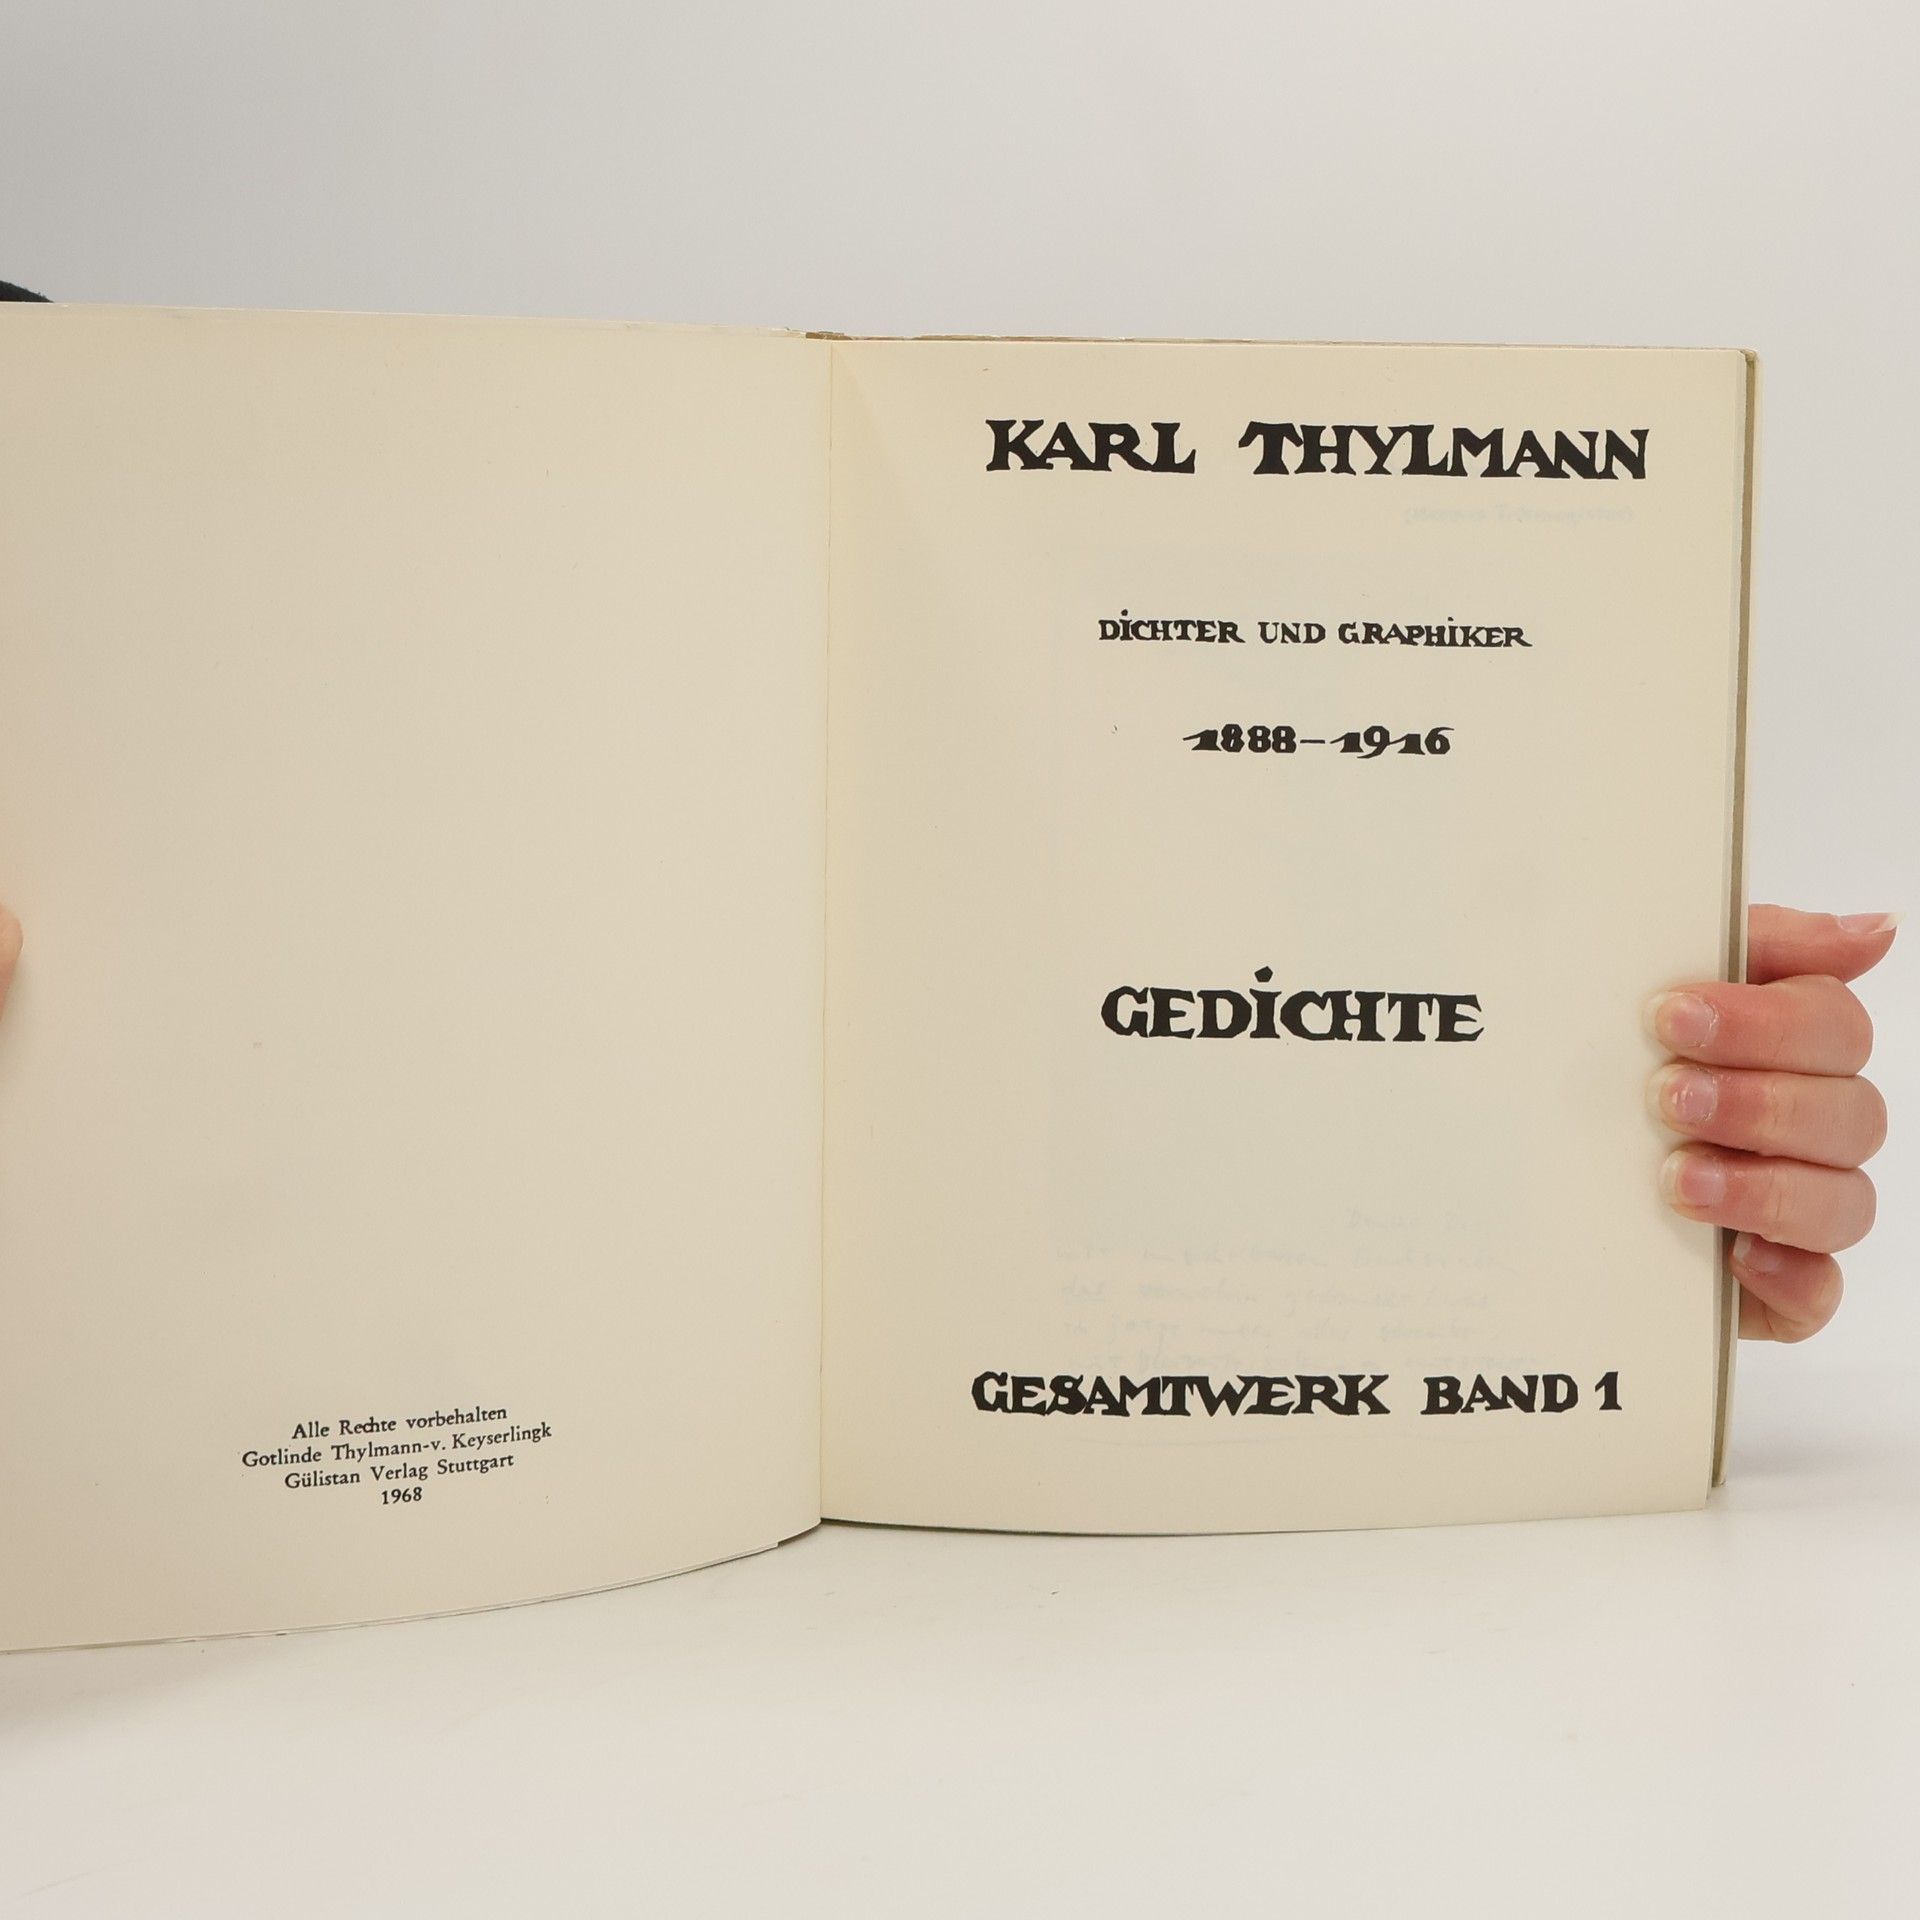 Alle Rechte vorbehalten
Gotlinde Thylmann-v. Keyserlingk
Gülistan Verlag Stuttgart
1968
KARL THYLMANN
DiCHTER UND GRAPHiKER
1888–1916
GEDiCHTE
GESAMTWERK BAND 1